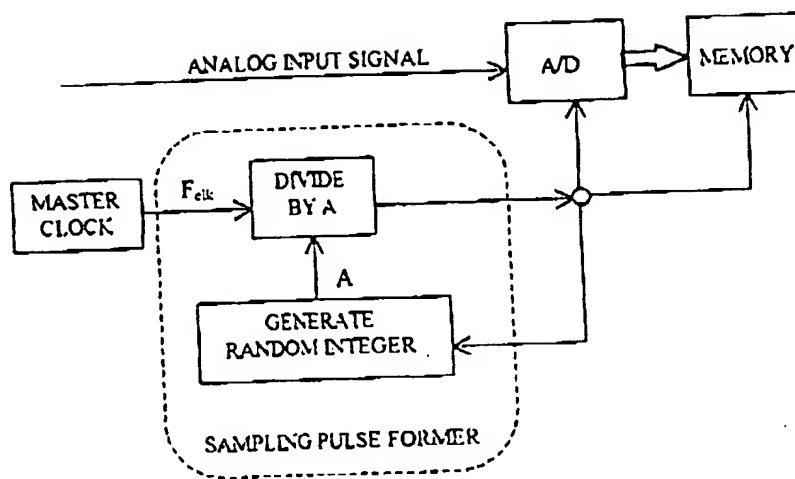 ANALOG INPUT SIGNAL
A/D
MEMORY
MASTER
CLOCK
Fclk
DIVIDE
BY A
A
GENERATE
RANDOM INTEGER
SAMPLING PULSE FORMER